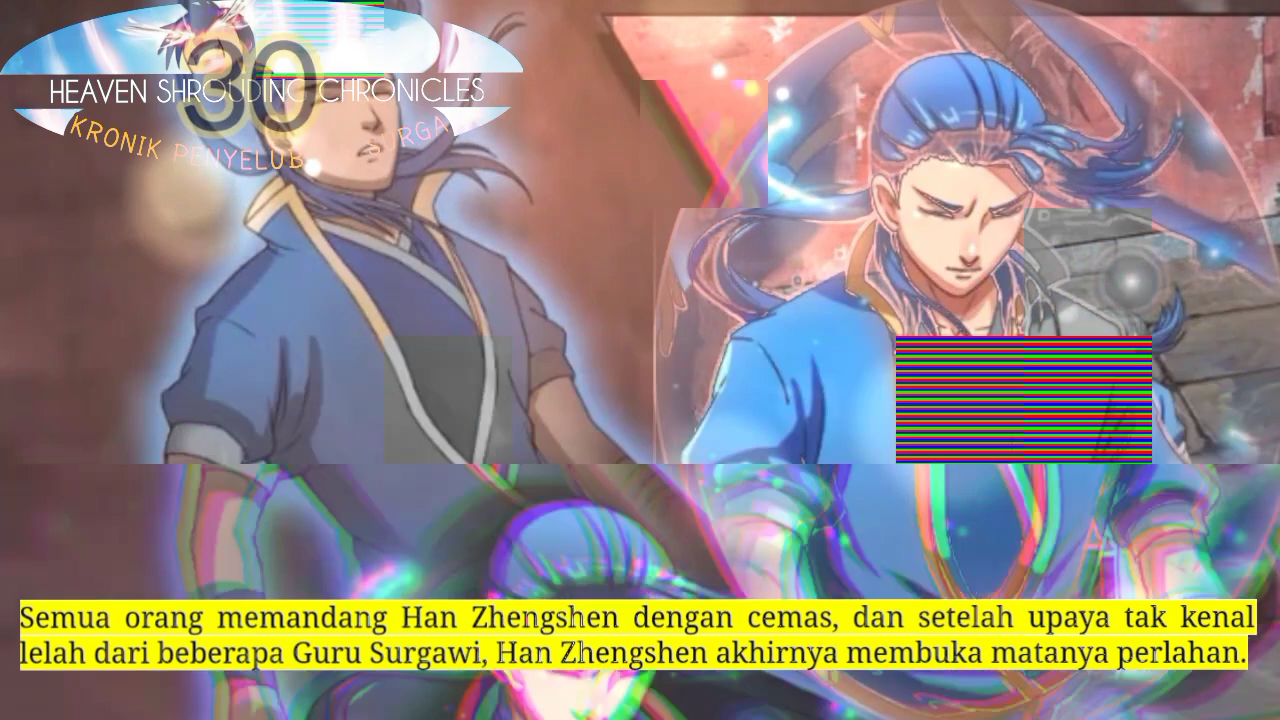 30
HEAVEN SHROUDING CHRONICLES
KRONIK PENYELUB RGA
Semua orang memandang Han Zhengshen dengan cemas, dan setelah upaya tak kenal
lelah dari beberapa Guru Surgawi, Han Zhengshen akhirnya membuka matanya perlahan.